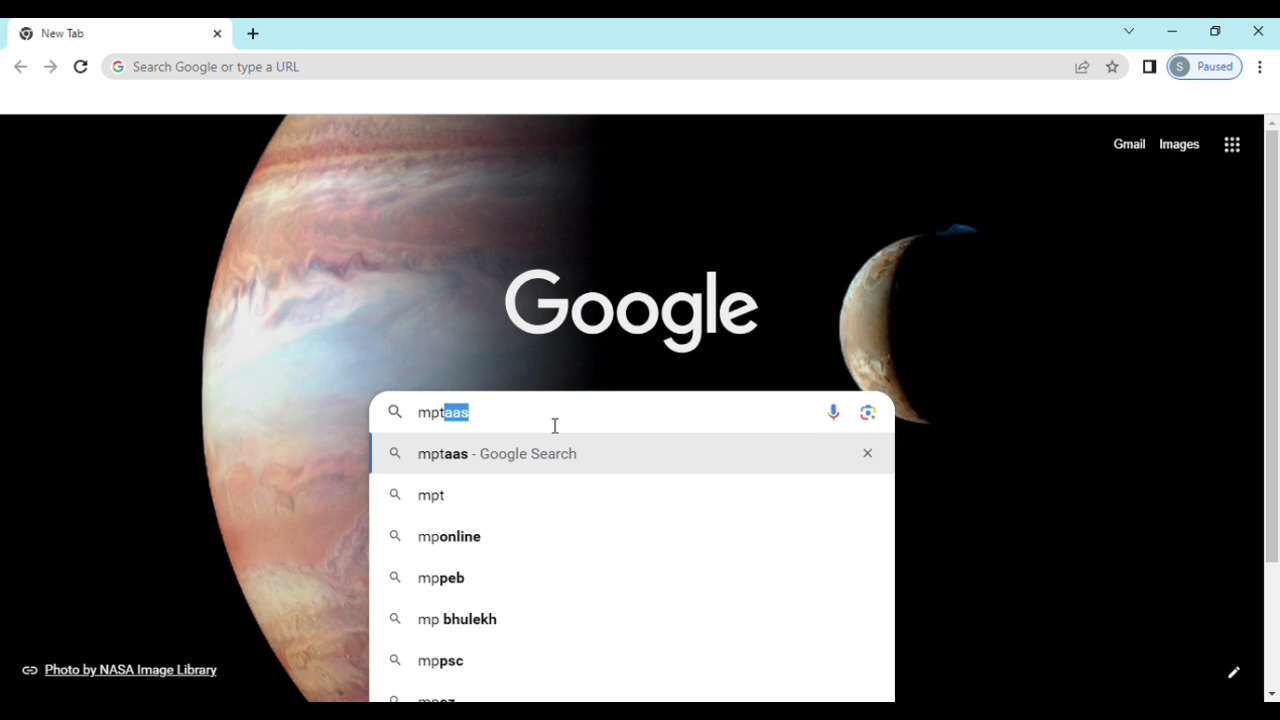 New Tab
Search Google or type a URL
S Paused
Gmail Images
Google
mptaas
mptaas - Google Search
mpt
mponline
mppeb
mp bhulekh
mppsc
Photo by NASA Image Library